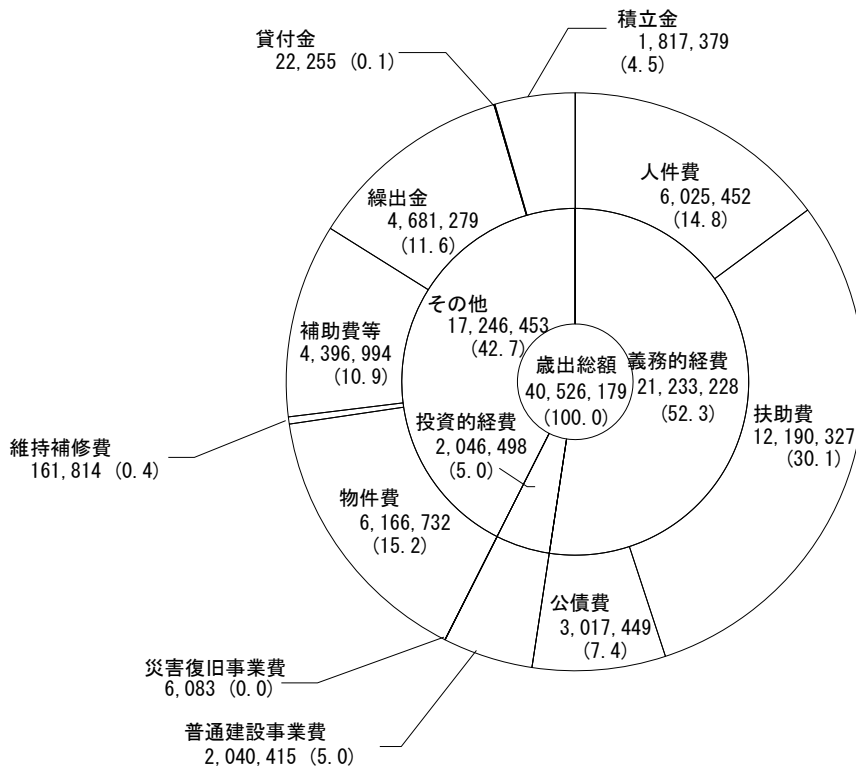 積立金
1,817,379
(4.5)
貸付金
22,255 (0.1)
人件費
6,025,452
(14.8)
繰出金
4,681,279
(11.6)
その他
17,246,453
(42.7)
補助費等
4,396,994
(10.9)
歳出総額
40,526,179
(100.0)
義務的経費
21,233,228
(52.3)
扶助費
12,190,327
(30.1)
投資的経費
2,046,498
(5.0)
維持補修費
161,814 (0.4)
物件費
6,166,732
(15.2)
公債費
3,017,449
(7.4)
災害復旧事業費
6,083 (0.0)
普通建設事業費
2,040,415 (5.0)